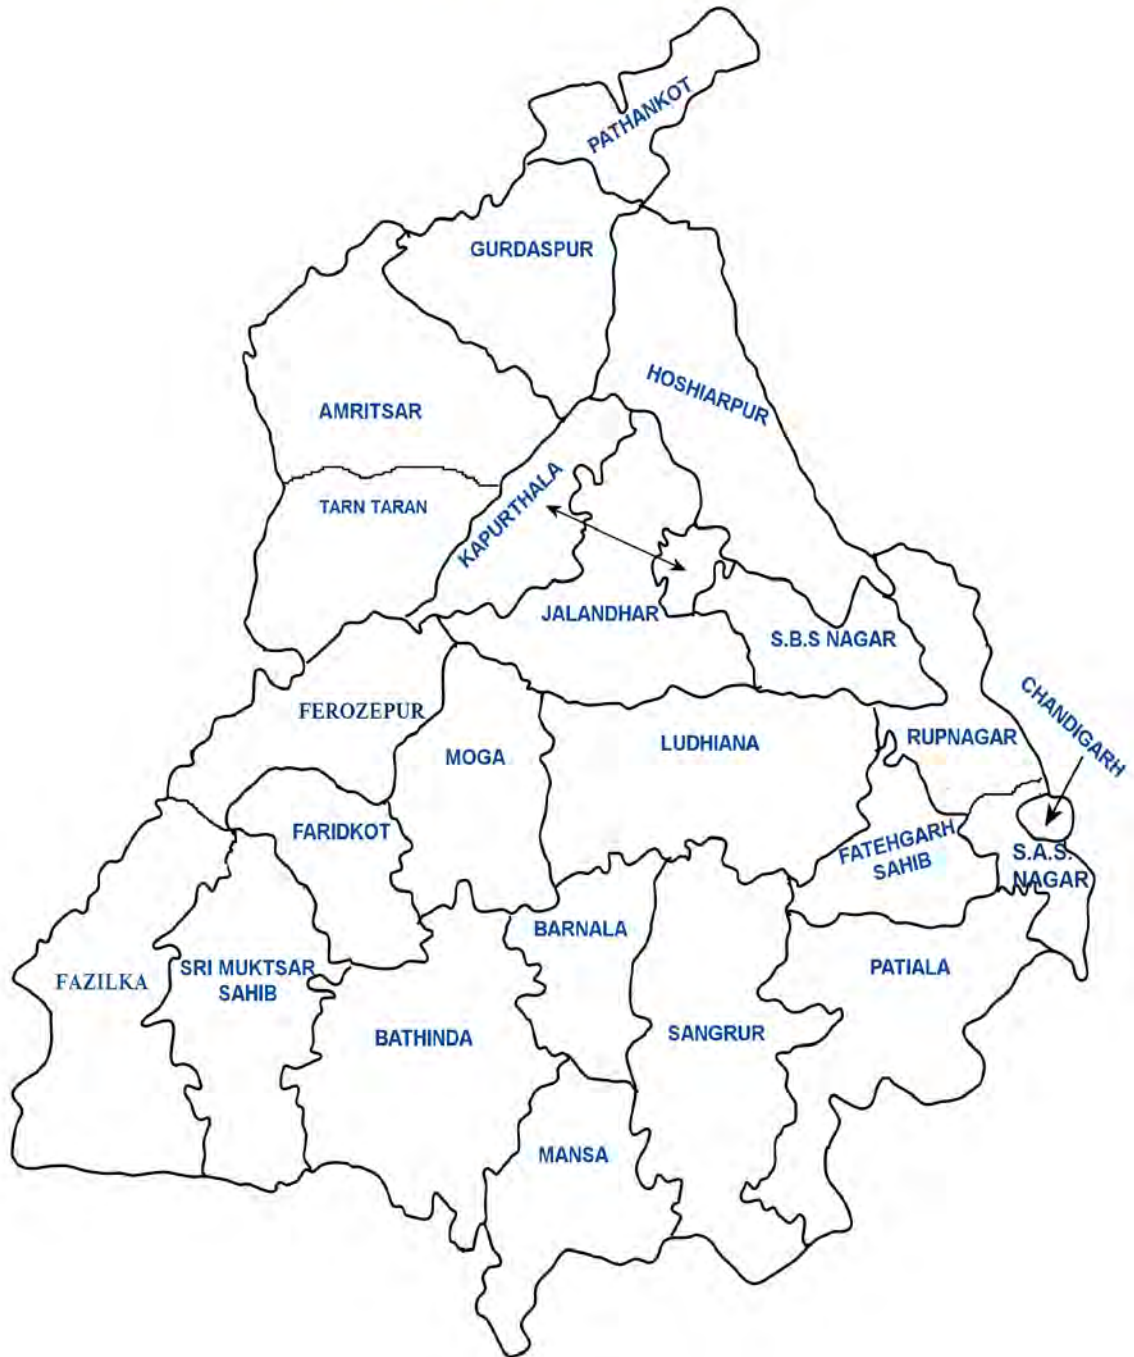 PATHANKOT
GURDASPUR
HOSHIARPUR
AMRITSAR
TARN TARAN
KAPURTHALA
JALANDHAR
S.B.S NAGAR
CHANDIGARH
FEROZEPUR
MOGA
LUDHIANA
RUPNAGAR
FARIDKOT
FATEHGARH
SAHIB
S.A.S.
NAGAR
BARNALA
FAZILKA
SRI MUKTSAR
SAHIB
PATIALA
BATHINDA
SANGRUR
MANSA